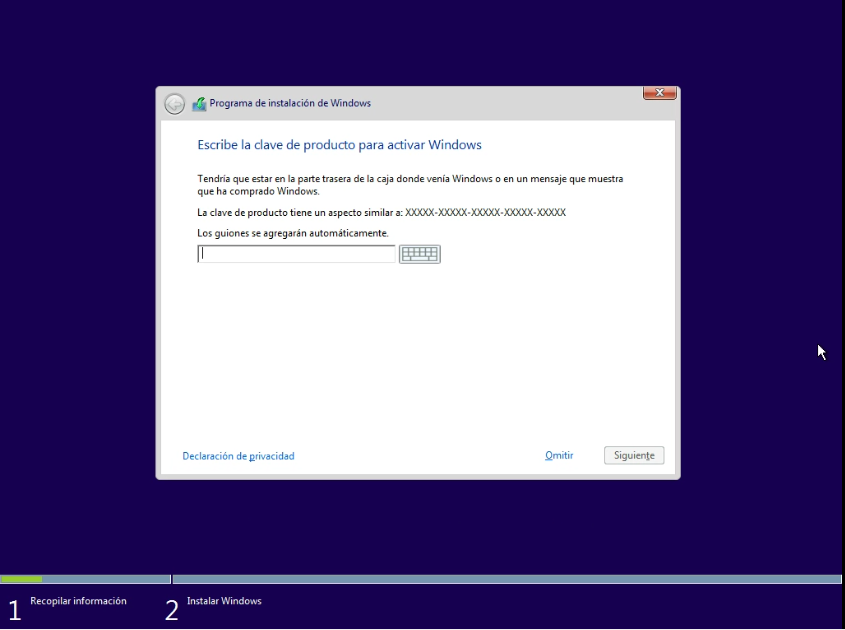 Programa de instalación de Windows
Escribe la clave de producto para activar Windows
Tendría que estar en la parte trasera de la caja donde venía Windows o en un mensaje que muestra
que ha comprado Windows.
La clave de producto tiene un aspecto similar a: XXXXX-XXXXX-XXXXX-XXXXX-XXXXX
Los guiones se agregarán automáticamente.
Declaración de privacidad
Omitir
Siguiente
1 Recopilar información
2 Instalar Windows